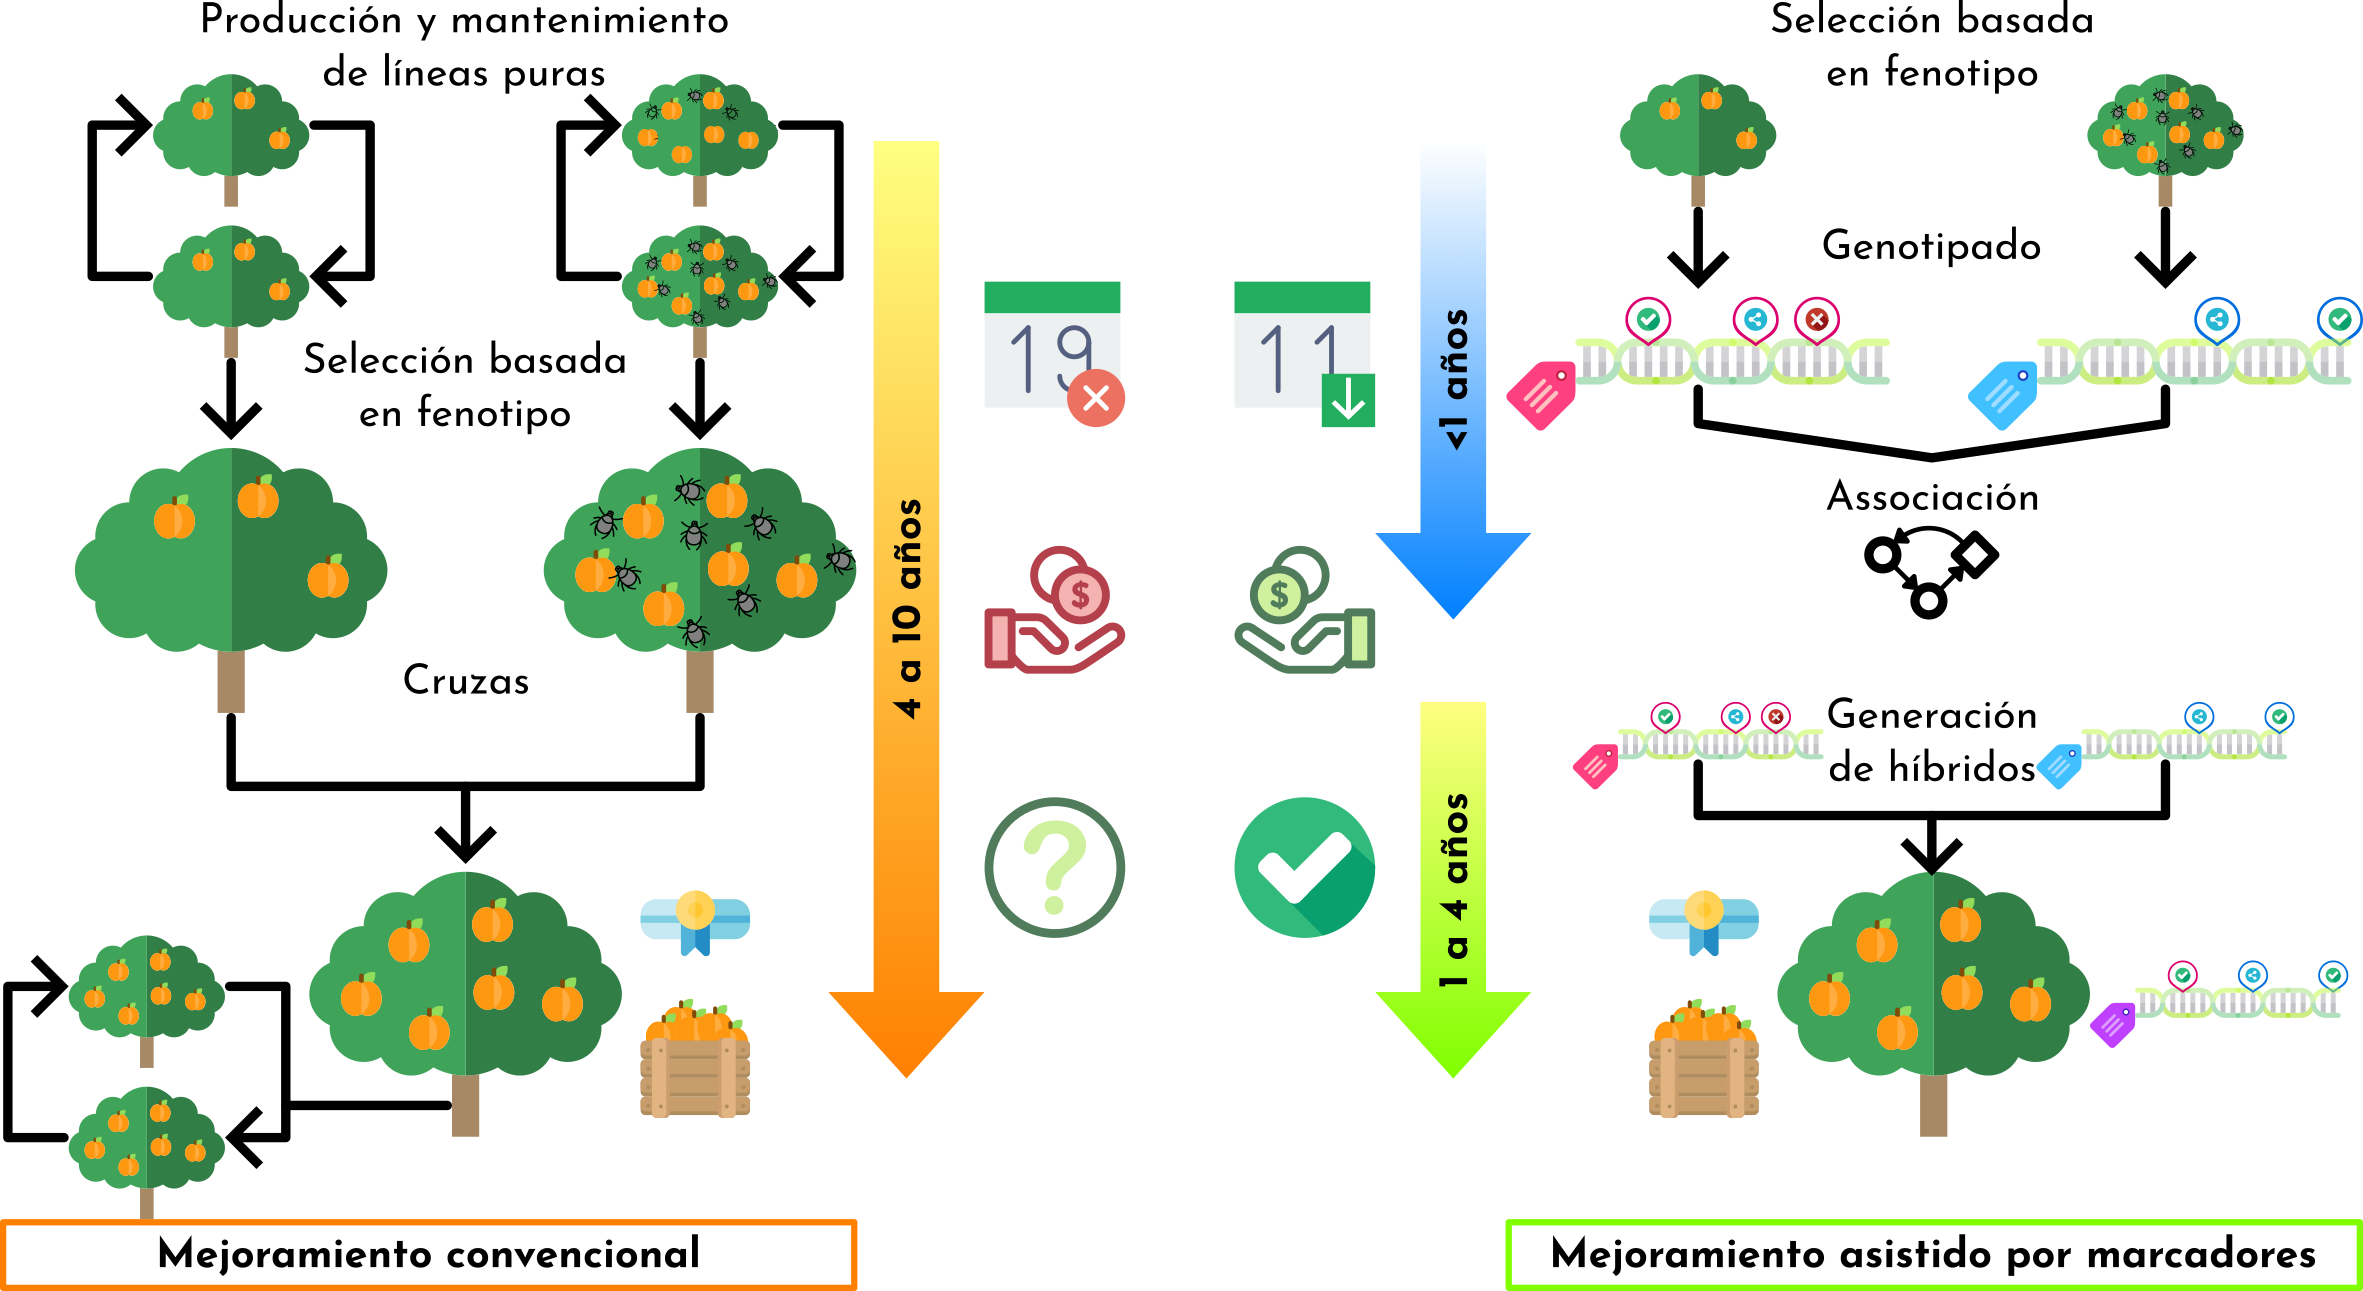 Producción y mantenimiento
de líneas puras
Selección basada
en fenotipo
Cruzas
4 a 10 años
19
$
?
Mejoramiento convencional
11
$
<1 años
1 a 4 años
Selección basada
en fenotipo
Genotipado
Associación
Generación
de híbridos
Mejoramiento asistido por marcadores